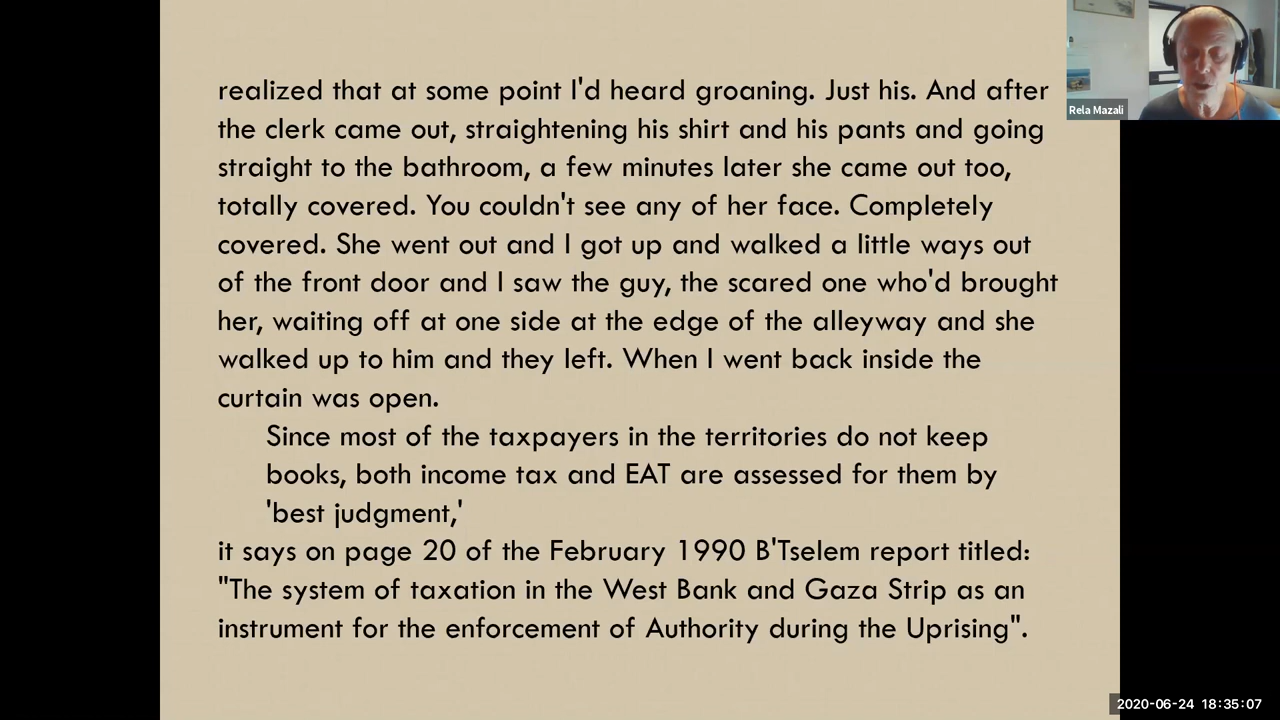 realized that at some point I'd heard groaning. Just his. And after
the clerk came out, straightening his shirt and his pants and going
straight to the bathroom, a few minutes later she came out too,
totally covered. You couldn't see any of her face. Completely
covered. She went out and I got up and walked a little ways out
of the front door and I saw the guy, the scared one who'd brought
her, waiting off at one side at the edge of the alleyway and she
walked up to him and they left. When I went back inside the
curtain was open.
Since most of the taxpayers in the territories do not keep
books, both income tax and EAT are assessed for them by
'best judgment,'
it says on page 20 of the February 1990 B'Tselem report titled:
"The system of taxation in the West Bank and Gaza Strip as an
instrument for the enforcement of Authority during the Uprising".
Rela Mazali
2020-06-24 18:35:07